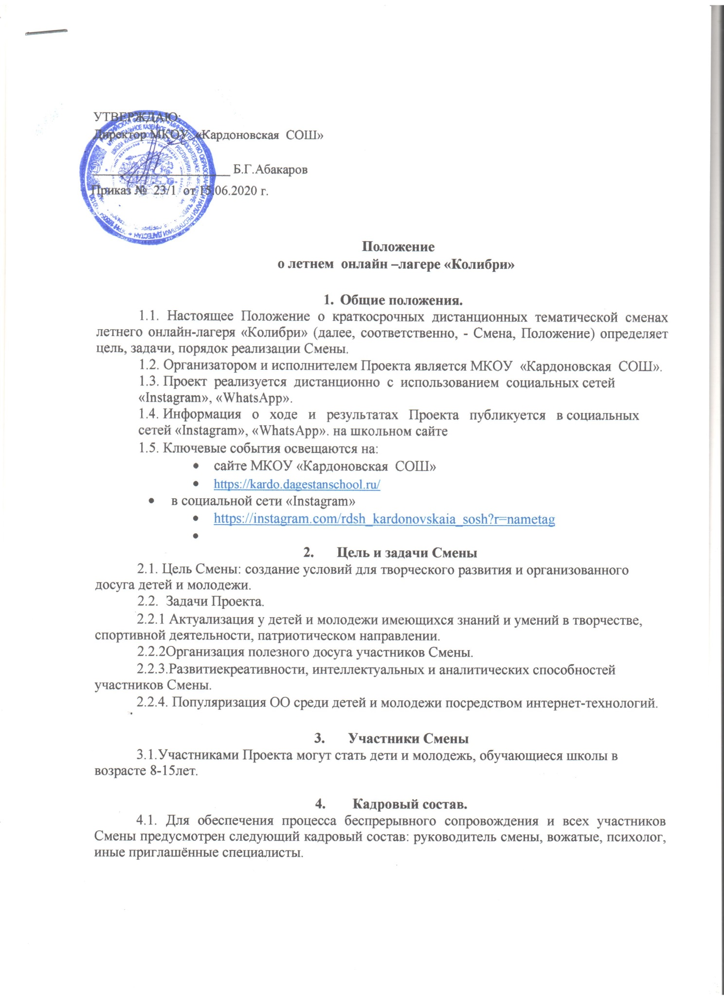 УТВЕРЖДАЮ:
Директор МКОУ «Кардоновская СОШ»
____________________ Б.Г.Абакаров
Приказ № 23/1 от 15.06.2020 г.
Положение
о летнем онлайн –лагере «Колибри»
1. Общие положения.
1.1. Настоящее Положение о краткосрочных дистанционных тематической сменах
летнего онлайн-лагеря «Колибри» (далее, соответственно, - Смена, Положение) определяет
цель, задачи, порядок реализации Смены.
1.2. Организатором и исполнителем Проекта является МКОУ «Кардоновская СОШ».
1.3. Проект реализуется дистанционно с использованием социальных сетей
«Instagram», «WhatsApp».
1.4. Информация о ходе и результатах Проекта публикуется в социальных
сетей «Instagram», «WhatsApp». на школьном сайте
1.5. Ключевые события освещаются на:
• сайте МКОУ «Кардоновская СОШ»
• https://kardo.dagestanschool.ru/
• в социальной сети «Instagram»
• https://instagram.com/rdsh_kardonovskaia_sosh?r=nametag
•
2. Цель и задачи Смены
2.1. Цель Смены: создание условий для творческого развития и организованного
досуга детей и молодежи.
2.2. Задачи Проекта.
2.2.1 Актуализация у детей и молодежи имеющихся знаний и умений в творчестве,
спортивной деятельности, патриотическом направлении.
2.2.2Организация полезного досуга участников Смены.
2.2.3.Развитиекреативности, интеллектуальных и аналитических способностей
участников Смены.
2.2.4. Популяризация ОО среди детей и молодежи посредством интернет-технологий.
3. Участники Смены
3.1.Участниками Проекта могут стать дети и молодежь, обучающиеся школы в
возрасте 8-15лет.
4. Кадровый состав.
4.1. Для обеспечения процесса беспрерывного сопровождения и всех участников
Смены предусмотрен следующий кадровый состав: руководитель смены, вожатые, психолог,
иные приглашённые специалисты.